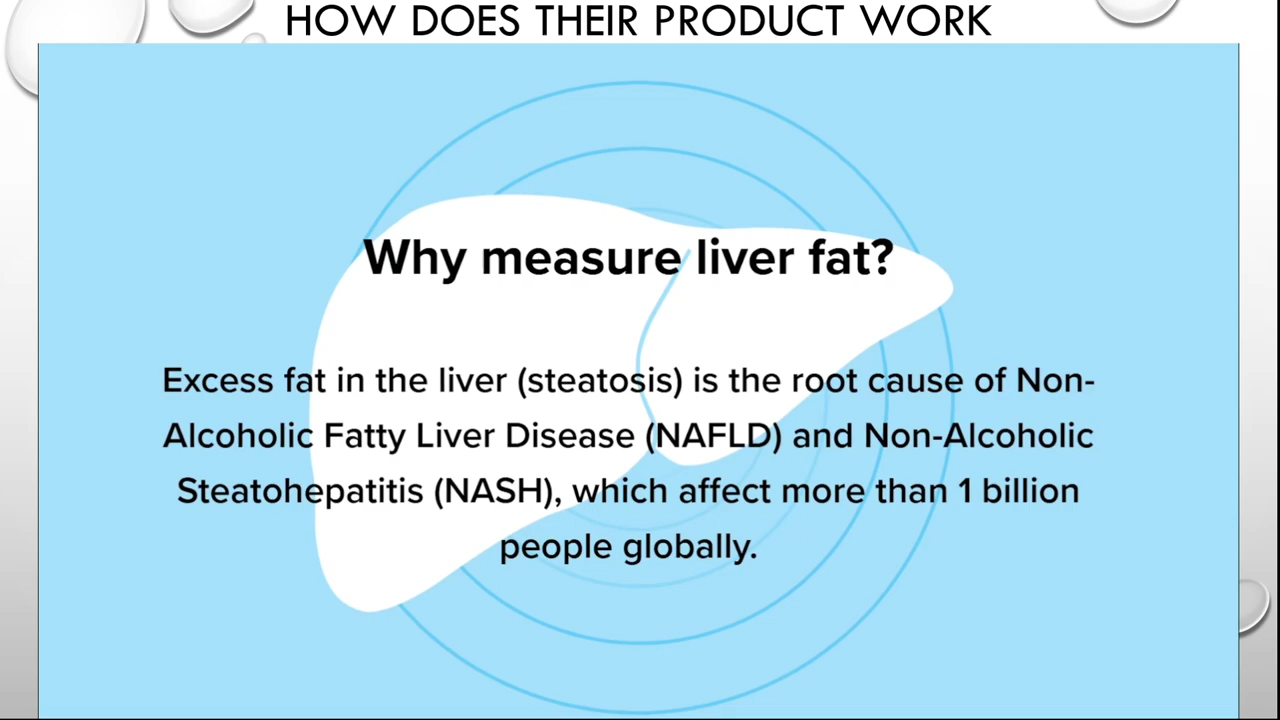 HOW DOES THEIR PRODUCT WORK
Why measure liver fat?
Excess fat in the liver (steatosis) is the root cause of Non-
Alcoholic Fatty Liver Disease (NAFLD) and Non-Alcoholic
Steatohepatitis (NASH), which affect more than 1 billion
people globally.